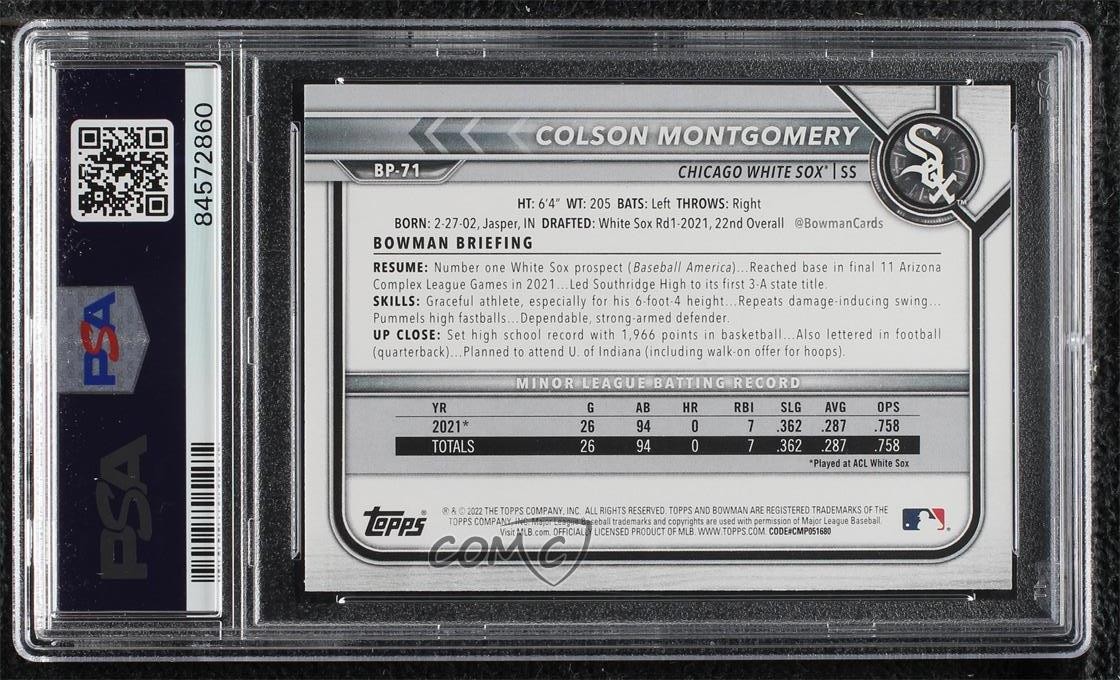 84572860
PSA
PSA
COLSON MONTGOMERY
BP-71
CHICAGO WHITE SOX® | SS
Sox
™
HT: 6'4" WT: 205 BATS: Left THROWS: Right
BORN: 2-27-02, Jasper, IN DRAFTED: White Sox Rd1-2021, 22nd Overall @BowmanCards
BOWMAN BRIEFING
RESUME: Number one White Sox prospect (Baseball America)...Reached base in final 11 Arizona
Complex League Games in 2021...Led Southridge High to its first 3-A state title.
SKILLS: Graceful athlete, especially for his 6-foot-4 height...Repeats damage-inducing swing...
Pummels high fastballs...Dependable, strong-armed defender.
UP CLOSE: Set high school record with 1,966 points in basketball...Also lettered in football
(quarterback)...Planned to attend U. of Indiana (including walk-on offer for hoops).
MINOR LEAGUE BATTING RECORD
YR G AB HR RBI SLG AVG OPS
2021* 26 94 0 7 .362 .287 .758
TOTALS 26 94 0 7 .362 .287 .758
*Played at ACL White Sox
Topps®
® & © 2022 THE TOPPS COMPANY, INC. ALL RIGHTS RESERVED. TOPPS AND BOWMAN ARE REGISTERED TRADEMARKS OF THE
TOPPS COMPANY, INC. Major League Baseball trademarks and copyrights are used with permission of Major League Baseball.
Visit MLB.com. OFFICIALLY LICENSED PRODUCT OF MLB. WWW.TOPPS.COM. CODE#CMP051680
COMC